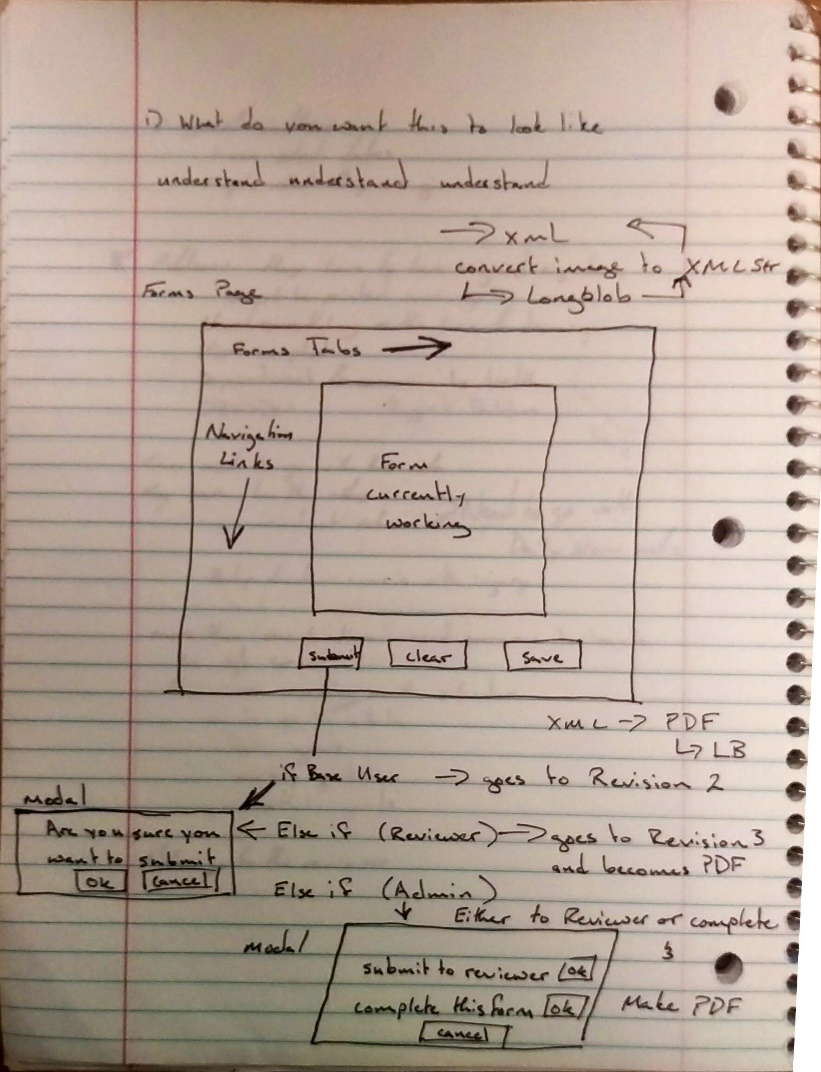 1) What do you want this to look like
understand understand understand
→ XML
convert image to XMLStr
↳ Longblob
Forms Page
Forms Tabs →
Navigation
Links
Form
currently
working
submit
clear
save
XML → PDF
↳ LB
if Base User → goes to Revision 2
Modal
Are you sure you
want to submit
OK Cancel
← Else if (Reviewer) → goes to Revision 3
and becomes PDF
Else if (Admin)
Either to Reviewer or complete
Modal
submit to reviewer OK
complete this form OK
Make PDF
cancel